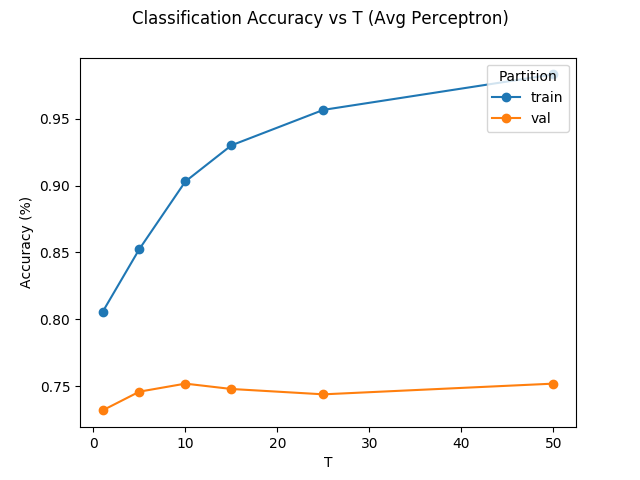 Classification Accuracy vs T (Avg Perceptron)
Partition
train
val
0.95
0.90
0.85
0.80
0.75
Accuracy (%)
0 10 20 30 40 50
T